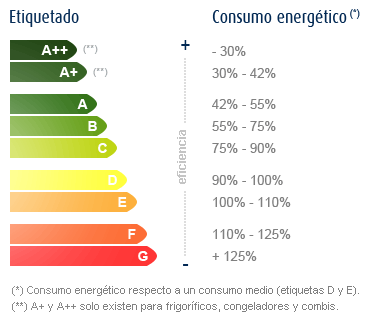 Etiquetado Consumo energético (*)
A++ (**) + - 30%
A+ (**) 30% - 42%
A 42% - 55%
B 55% - 75%
C 75% - 90%
eficiencia
D 90% - 100%
E 100% - 110%
F 110% - 125%
G - + 125%
(*) Consumo energético respecto a un consumo medio (etiquetas D y E).
(**) A+ y A++ solo existen para frigoríficos, congeladores y combis.